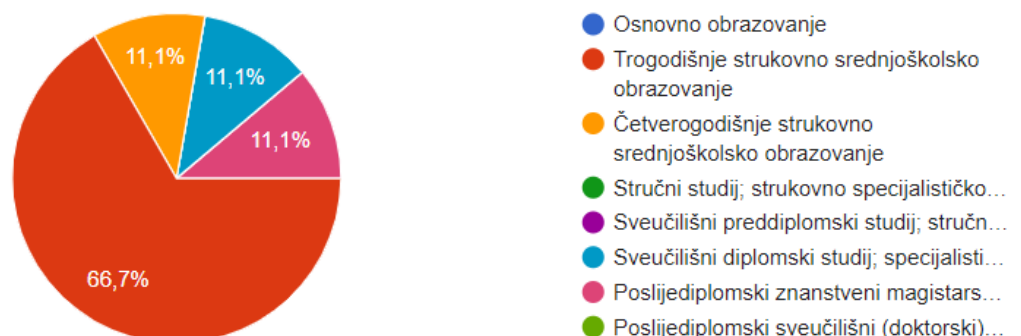 11,1%
11,1%
11,1%
66,7%
Osnovno obrazovanje
Trogodišnje strukovno srednjoškolsko
obrazovanje
Četverogodišnje strukovno
srednjoškolsko obrazovanje
Stručni studij; strukovno specijalističko...
Sveučilišni preddiplomski studij; stručn...
Sveučilišni diplomski studij; specijalisti...
Poslijediplomski znanstveni magistars...
Poslijediplomski sveučilišni (doktorski)...